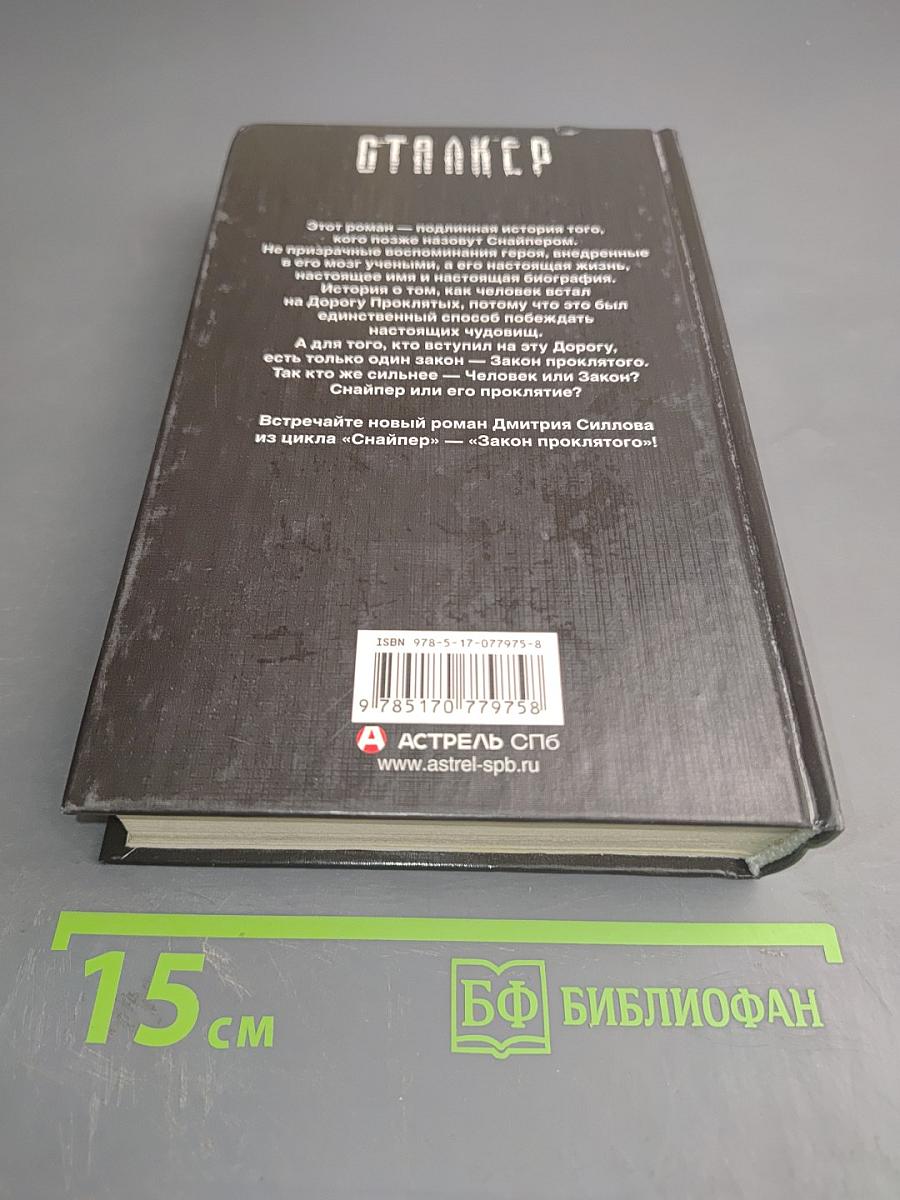 СТАЛКЕР
Этот роман — подлинная история того,
кого позже назовут Снайпером.
Не призрачные воспоминания героя, внедренные
в его мозг учеными, а его настоящая жизнь,
настоящее имя и настоящая биография.
История о том, как человек встал
на Дорогу Проклятых, потому что это был
единственный способ побеждать
настоящих чудовищ.
А для того, кто вступил на эту Дорогу,
есть только один закон — Закон проклятого.
Так кто же сильнее — Человек или Закон?
Снайпер или его проклятие?
Встречайте новый роман Дмитрия Силлова
из цикла «Снайпер» — «Закон проклятого»!
ISBN 978-5-17-077975-8
9 785170 779758
А АСТРЕЛЬ СПб
www.astrel-spb.ru
15 см
БФ БИБЛИОФАН